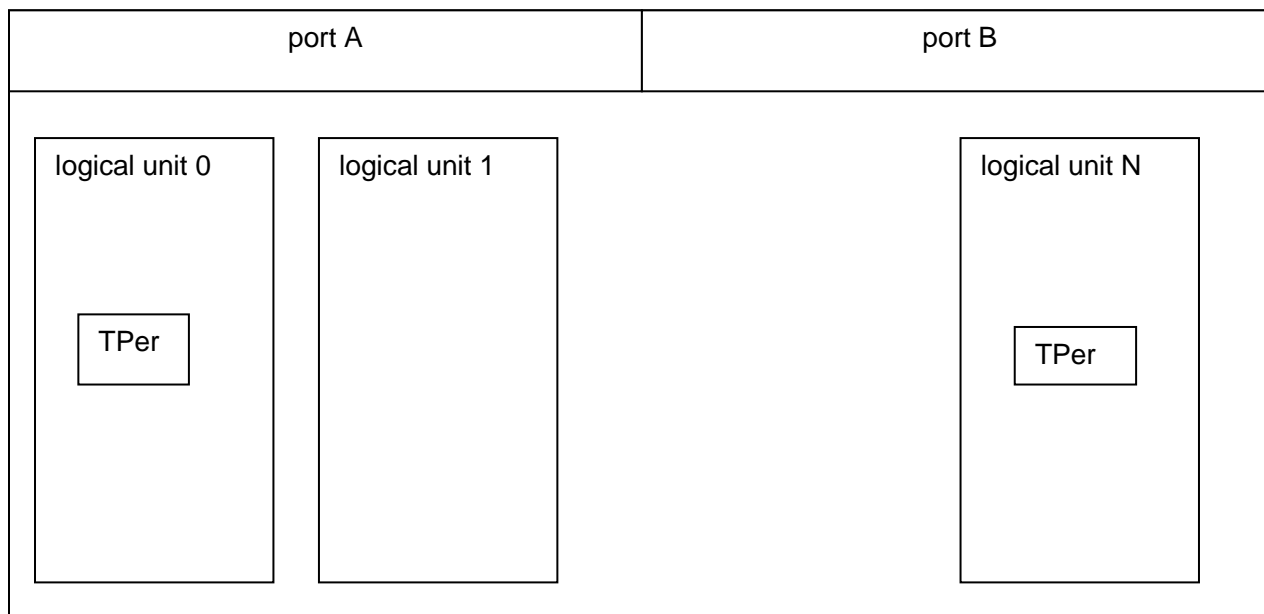 port A
port B
logical unit 0
logical unit 1
logical unit N
TPer
TPer